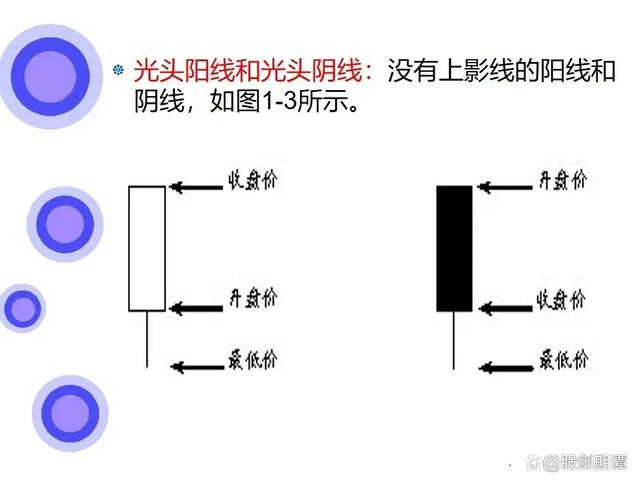 光头阳线和光头阴线：没有上影线的阳线和
阴线，如图1-3所示。
收盘价
开盘价
开盘价
收盘价
最低价
最低价
@股剑期谭